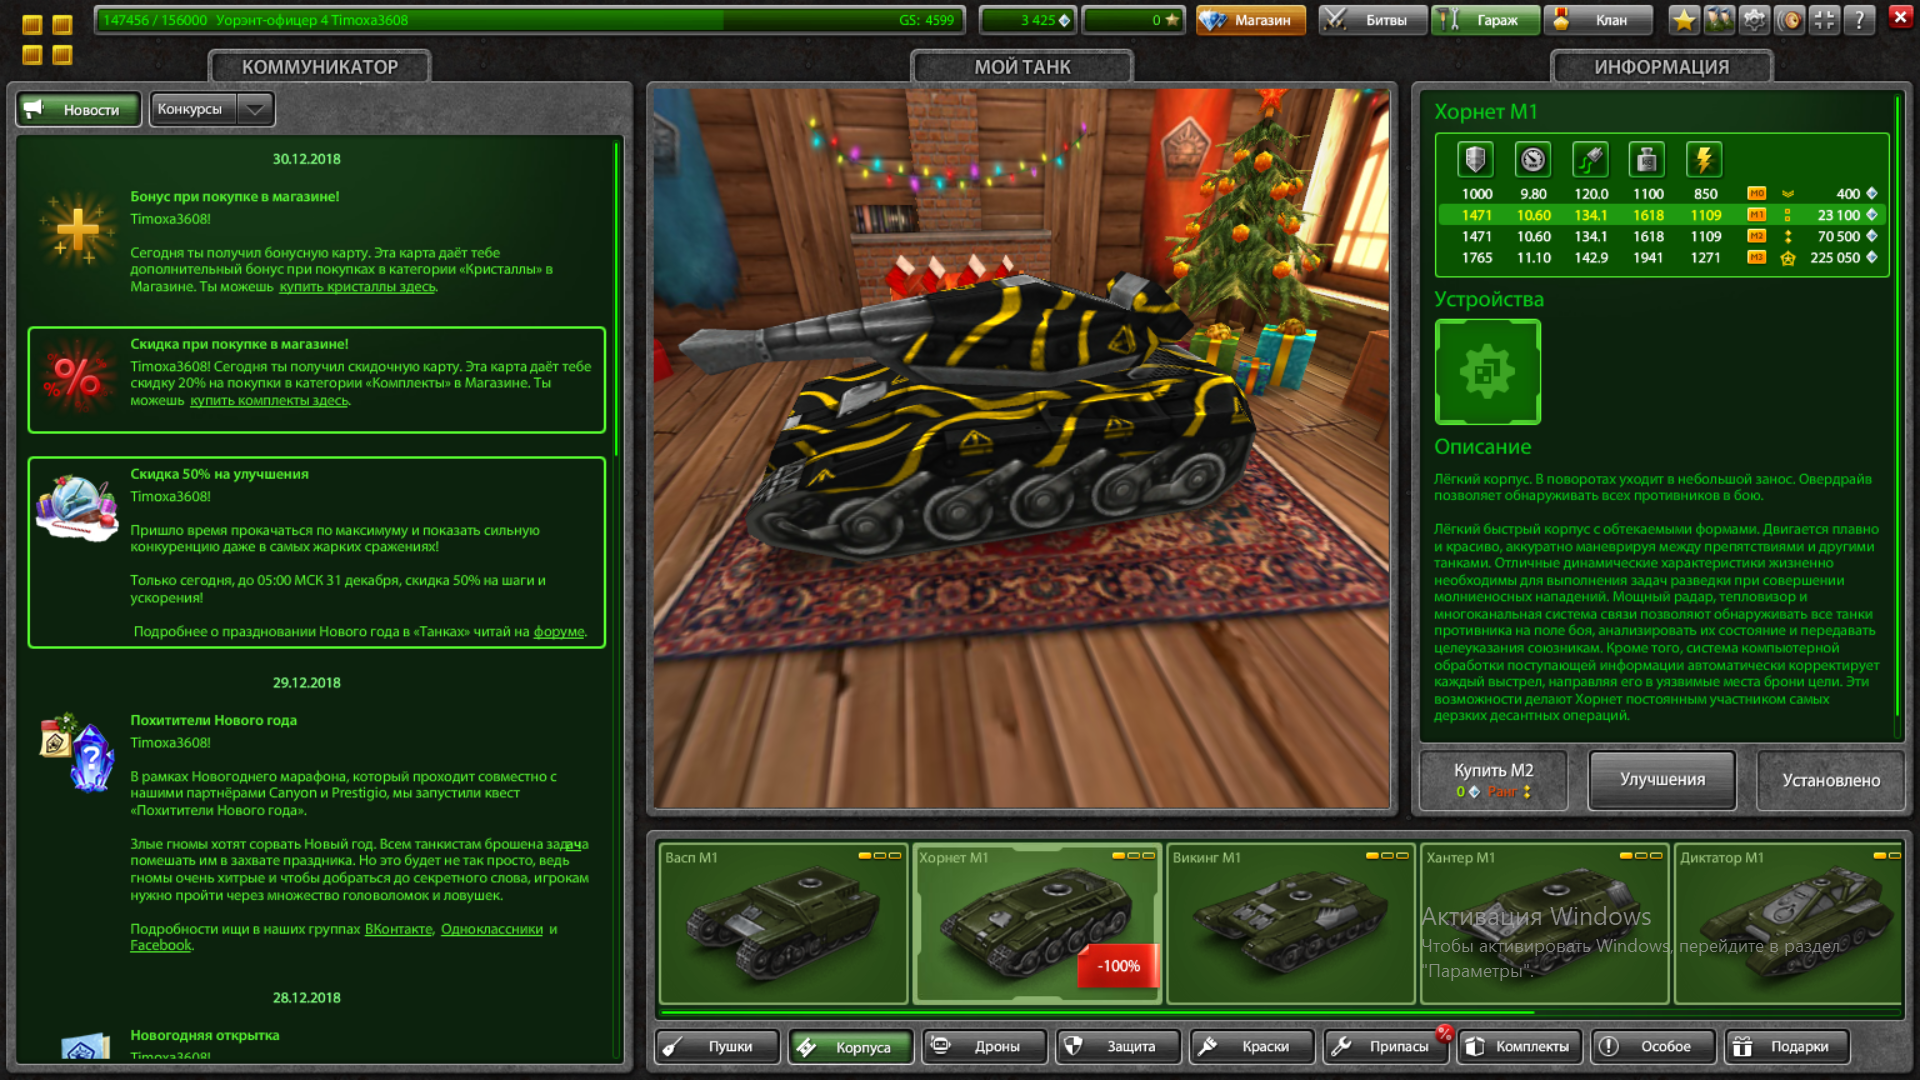 147456 / 156000 Уорэнт-офицер 4 Timoxa3608
GS: 4599
3 425
0
Магазин
Битвы
Гараж
Клан
?
КОММУНИКАТОР
МОЙ ТАНК
ИНФОРМАЦИЯ
Новости
Конкурсы
30.12.2018
Бонус при покупке в магазине!
Timoxa3608!
Сегодня ты получил бонусную карту. Эта карта даёт тебе
дополнительный бонус при покупках в категории «Кристаллы» в
Магазине. Ты можешь купить кристаллы здесь.
Скидка при покупке в магазине!
Timoxa3608! Сегодня ты получил скидочную карту. Эта карта даёт тебе
скидку 20% на покупки в категории «Комплекты» в Магазине. Ты
можешь купить комплекты здесь.
Скидка 50% на улучшения
Timoxa3608!
Пришло время прокачаться по максимуму и показать сильную
конкуренцию даже в самых жарких сражениях!
Только сегодня, до 05:00 МСК 31 декабря, скидка 50% на шаги и
ускорения!
Подробнее о праздновании Нового года в «Танках» читай на форуме.
29.12.2018
Похитители Нового года
Timoxa3608!
В рамках Новогоднего марафона, который проходит совместно с
нашими партнёрами Canyon и Prestigio, мы запустили квест
«Похитители Нового года».
Злые гномы хотят сорвать Новый год. Всем танкистам брошена задача
помешать им в захвате праздника. Но это будет не так просто, ведь
гномы очень хитрые и чтобы добраться до секретного слова, игрокам
нужно пройти через множество головоломок и ловушек.
Подробности ищи в наших группах ВКонтакте, Одноклассники и
Facebook.
28.12.2018
Новогодняя открытка
Timoxa3608!
Хорнет М1
1000 9.80 120.0 1100 850 M0 400
1471 10.60 134.1 1618 1109 M1 23 100
1471 10.60 134.1 1618 1109 M2 70 500
1765 11.10 142.9 1941 1271 M3 225 050
Устройства
Описание
Лёгкий корпус. В поворотах уходит в небольшой занос. Овердрайв
позволяет обнаруживать всех противников в бою.
Лёгкий быстрый корпус с обтекаемыми формами. Двигается плавно
и красиво, аккуратно маневрируя между препятствиями и другими
танками. Отличные динамические характеристики жизненно
необходимы для выполнения задач разведки при совершении
молниеносных нападений. Мощный радар, тепловизор и
многоканальная система связи позволяют обнаруживать все танки
противника на поле боя, анализировать их состояние и передавать
целеуказания союзникам. Кроме того, система компьютерной
обработки поступающей информации автоматически корректирует
каждый выстрел, направляя его в уязвимые места брони цели. Эти
возможности делают Хорнет постоянным участником самых
дерзких десантных операций.
Купить М2
0 Ранг
Улучшения
Установлено
Васп М1
Хорнет М1
-100%
Викинг М1
Хантер М1
Диктатор М1
Активация Windows
Чтобы активировать Windows, перейдите в раздел
"Параметры".
Пушки
Корпуса
Дроны
Защита
Краски
Припасы
%
Комплекты
Особое
Подарки